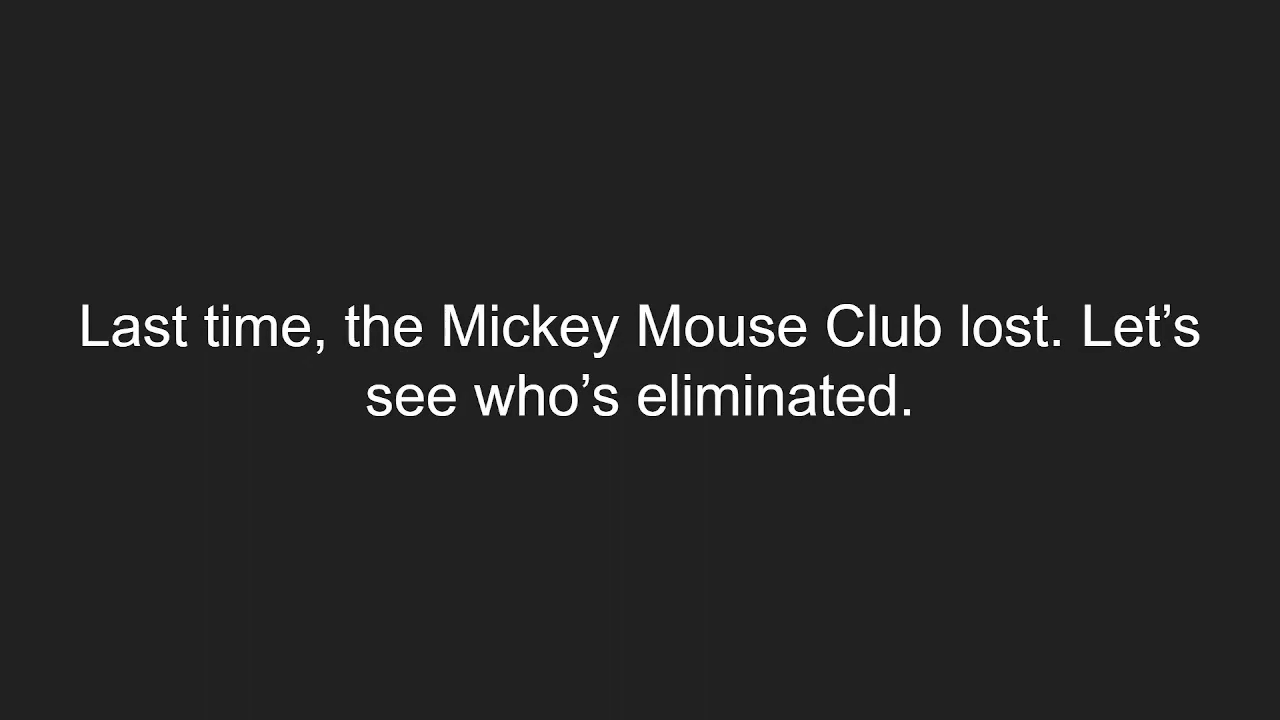 Last time, the Mickey Mouse Club lost. Let’s
see who’s eliminated.